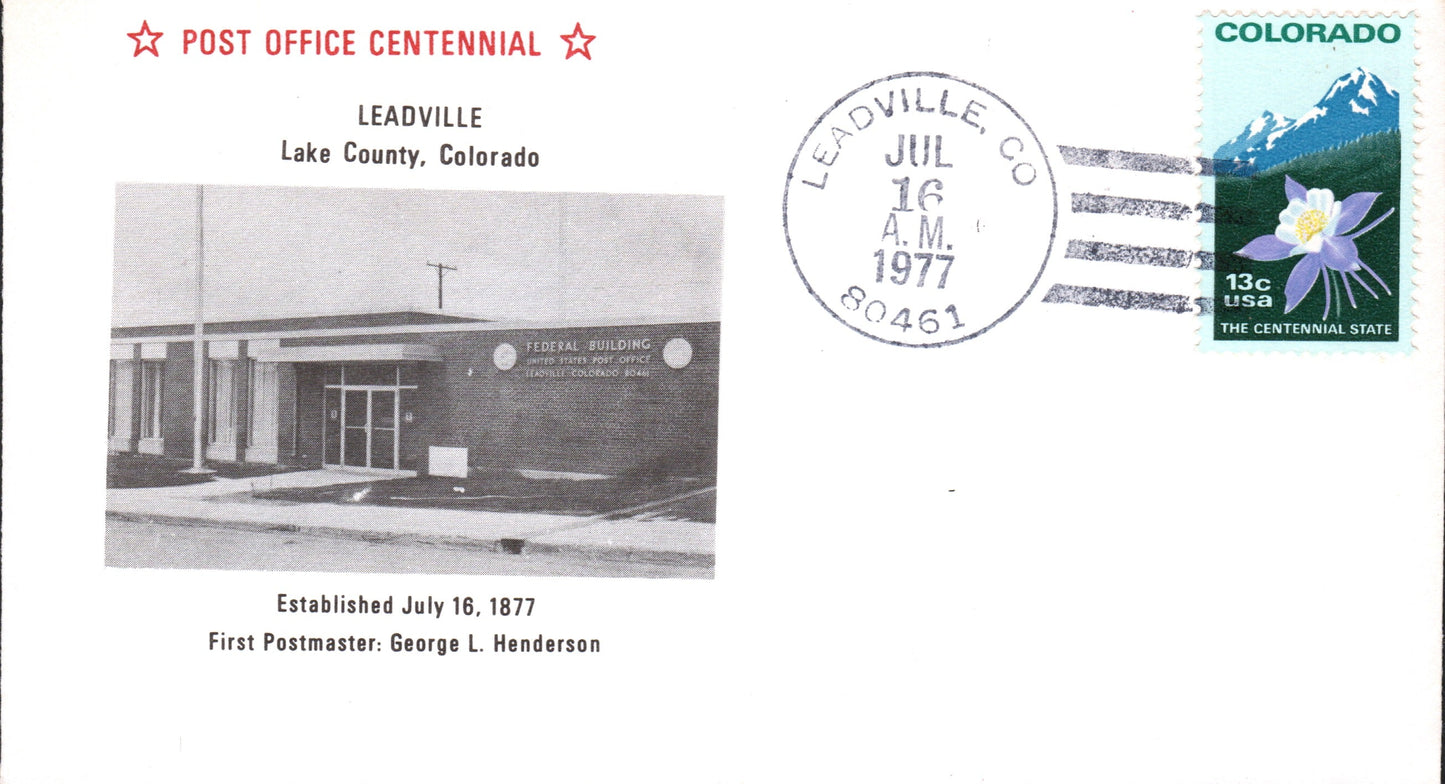 POST OFFICE CENTENNIAL
LEADVILLE
Lake County, Colorado
FEDERAL BUILDING
UNITED STATES POST OFFICE
LEADVILLE, COLORADO 80461
Established July 16, 1877
First Postmaster: George L. Henderson
LEADVILLE, CO
JUL
16
A.M.
1977
80461
COLORADO
13c
usa
THE CENTENNIAL STATE